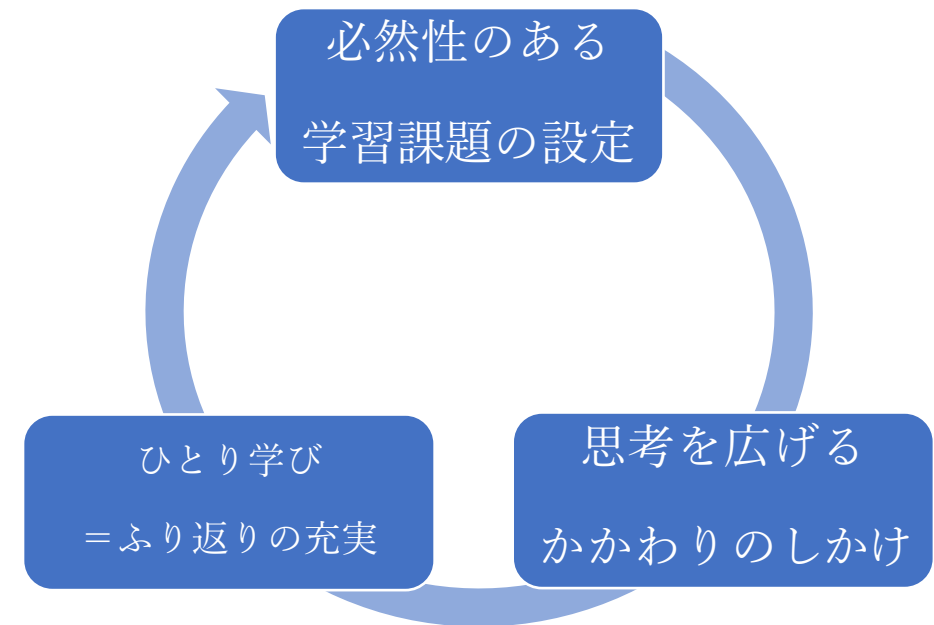 必然性のある
学習課題の設定
思考を広げる
かかわりのしかけ
ひとり学び
＝ふり返りの充実